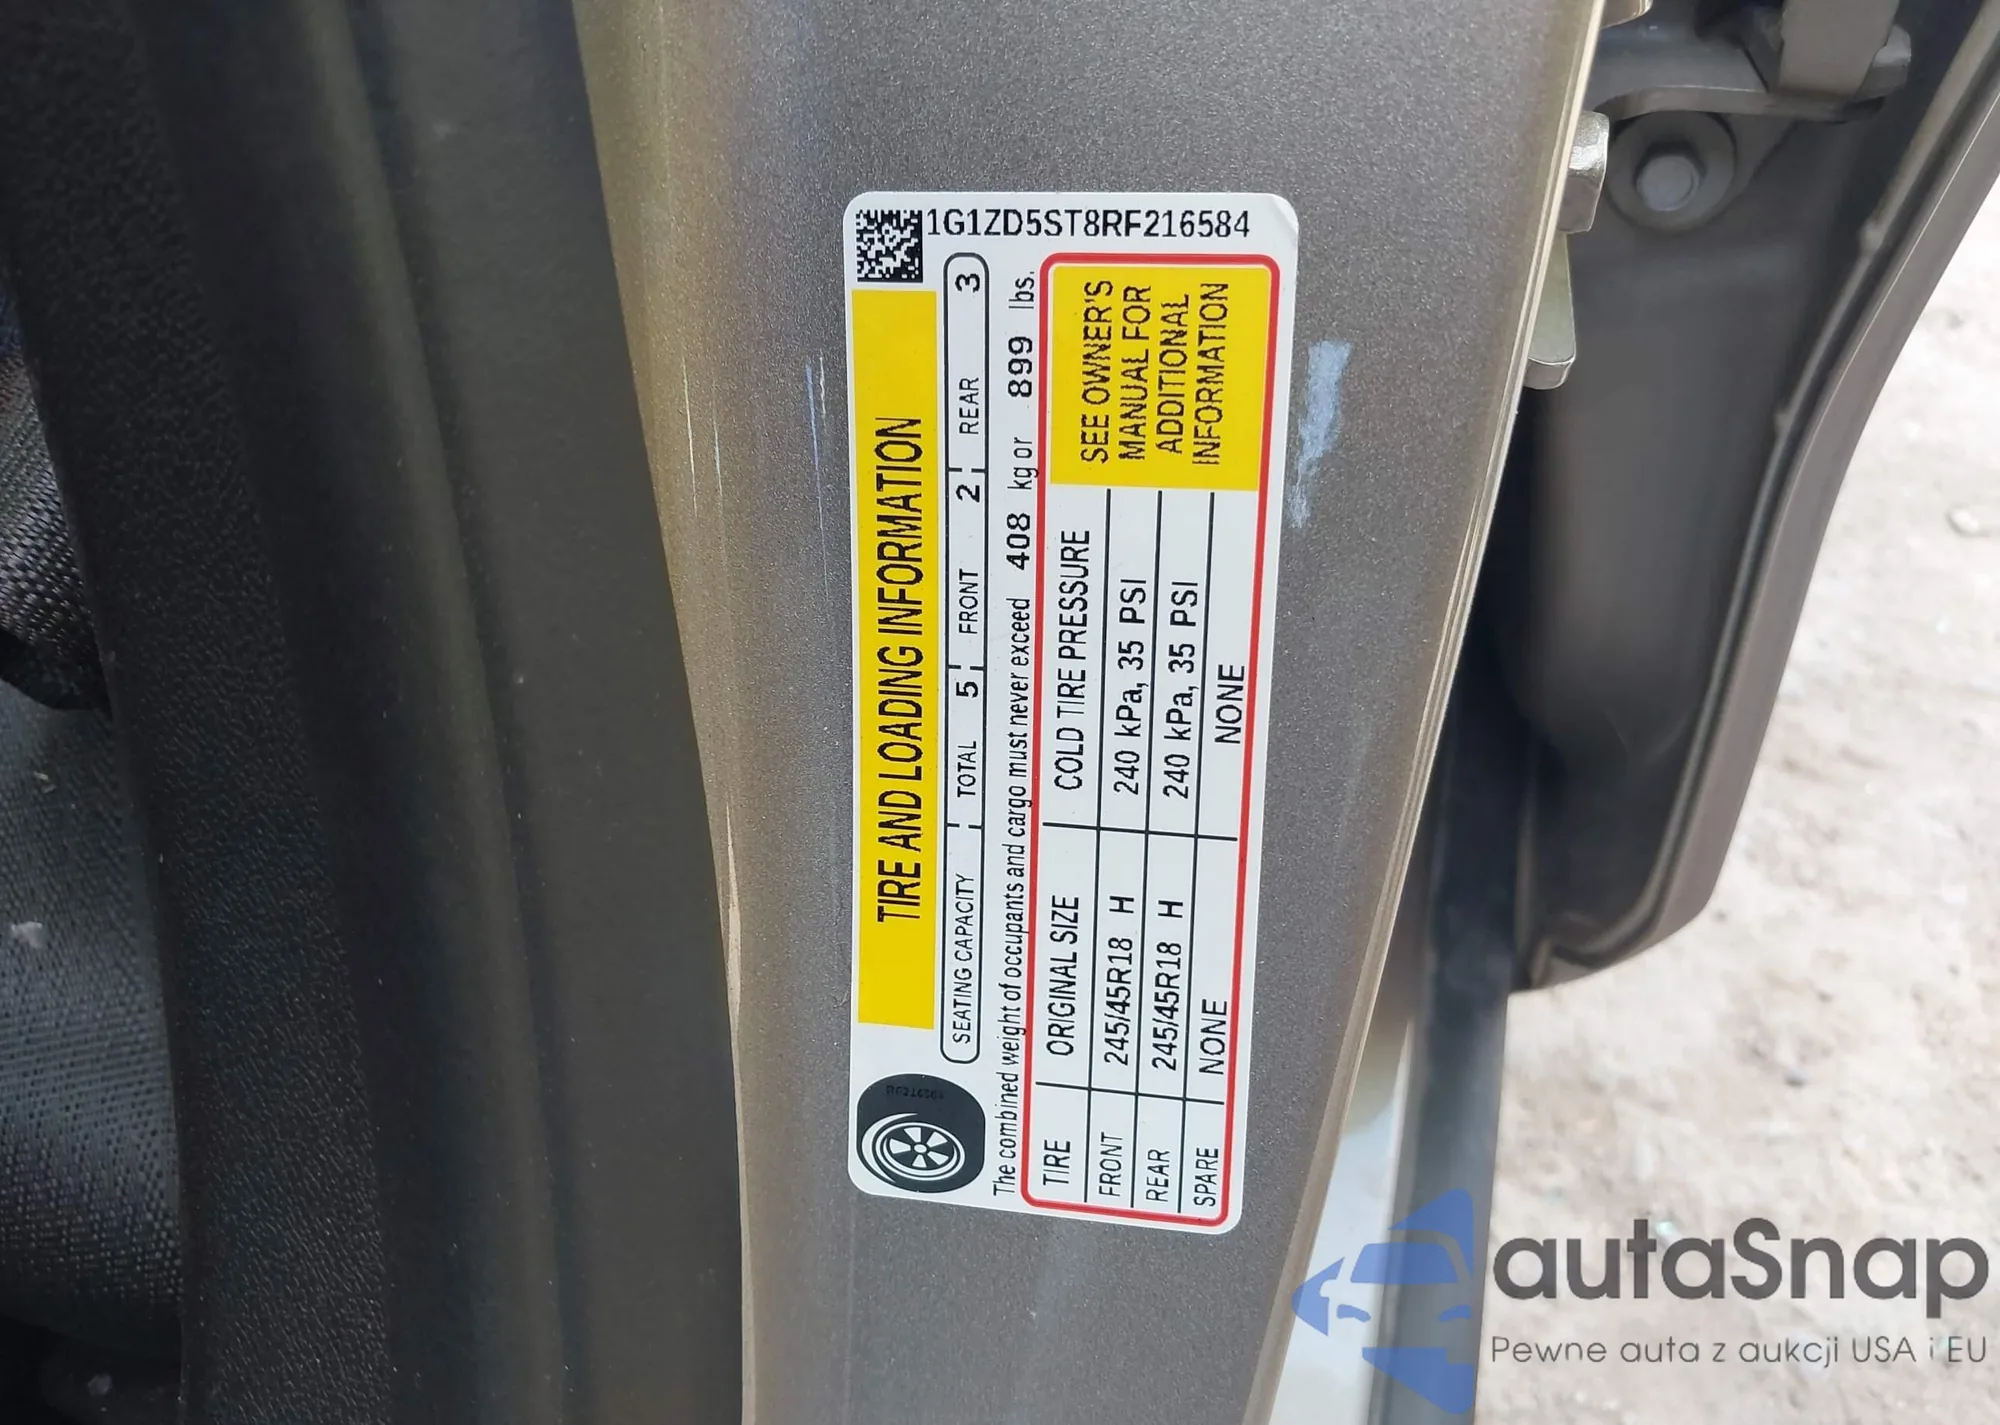 1G1ZD5ST8RF216584
TIRE AND LOADING INFORMATION
SEATING CAPACITY TOTAL 5 FRONT 2 REAR 3
The combined weight of occupants and cargo must never exceed 408 kg or 899 lbs.
TIRE ORIGINAL SIZE COLD TIRE PRESSURE
FRONT 245/45R18 H 240 kPa, 35 PSI
REAR 245/45R18 H 240 kPa, 35 PSI
SPARE NONE NONE
SEE OWNER'S
MANUAL FOR
ADDITIONAL
INFORMATION
autaSnap
Pewne auta z aukcji USA i EU